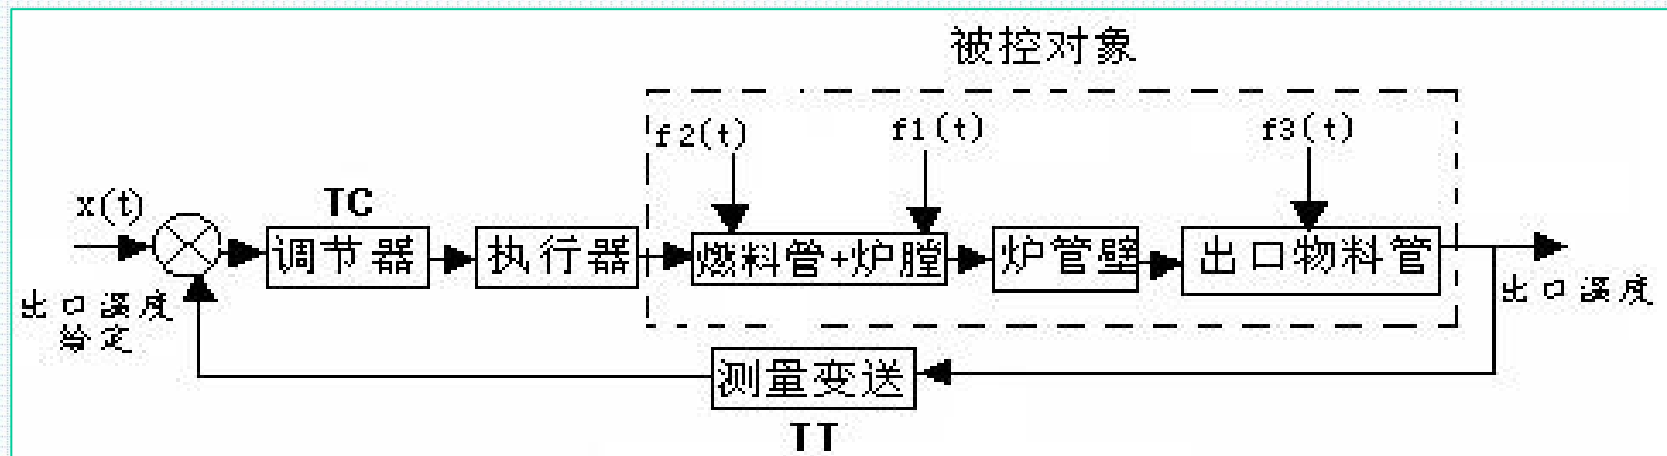 被控对象
f2(t)
f1(t)
f3(t)
x(t)
TC
调节器
执行器
燃料管+炉膛
炉管壁
出口物料管
出口温度
给定
出口温度
测量变送
TT